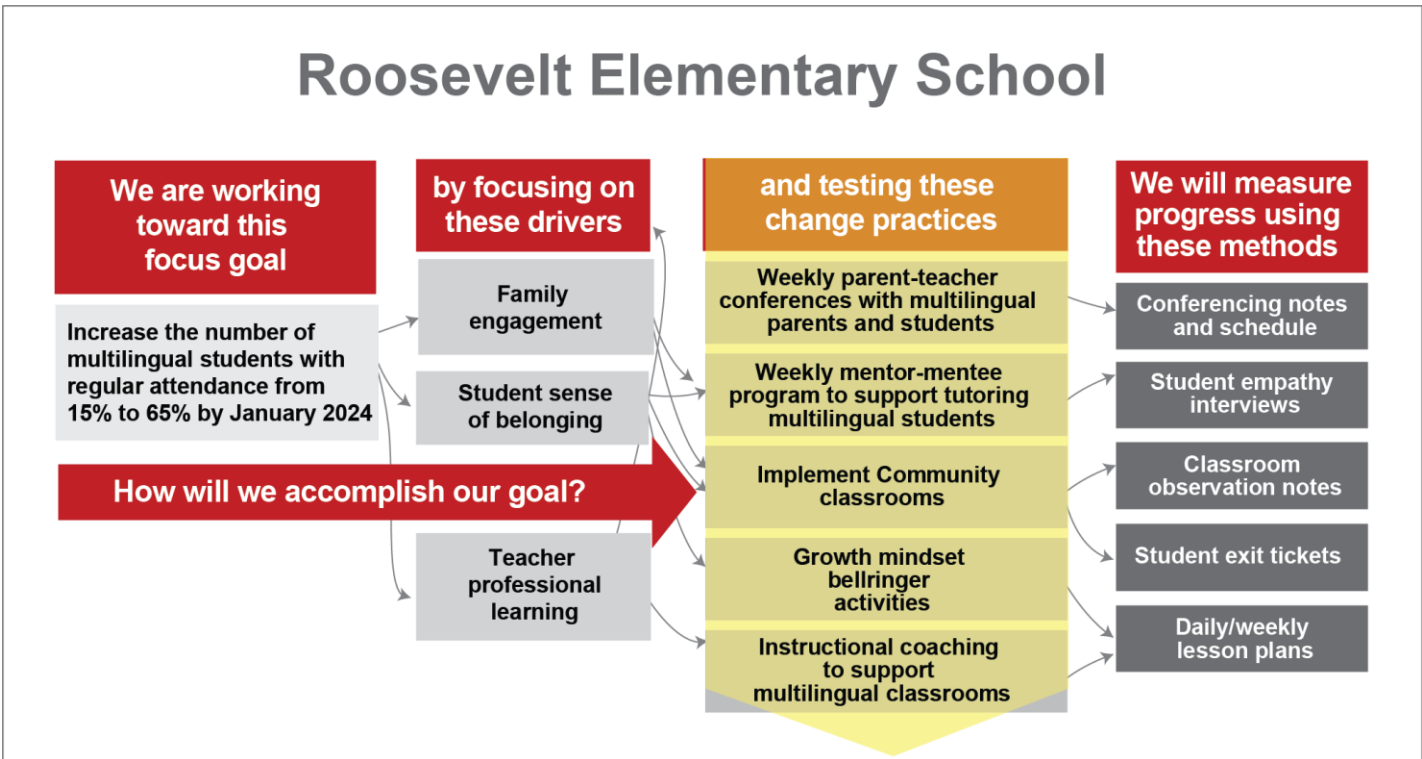 Roosevelt Elementary School
We are working
toward this
focus goal
Increase the number of
multilingual students with
regular attendance from
15% to 65% by January 2024
by focusing on
these drivers
Family
engagement
Student sense
of belonging
How will we accomplish our goal?
Teacher
professional
learning
and testing these
change practices
Weekly parent-teacher
conferences with multilingual
parents and students
Weekly mentor-mentee
program to support tutoring
multilingual students
Implement Community
classrooms
Growth mindset
bellringer
activities
Instructional coaching
to support
multilingual classrooms
We will measure
progress using
these methods
Conferencing notes
and schedule
Student empathy
interviews
Classroom
observation notes
Student exit tickets
Daily/weekly
lesson plans